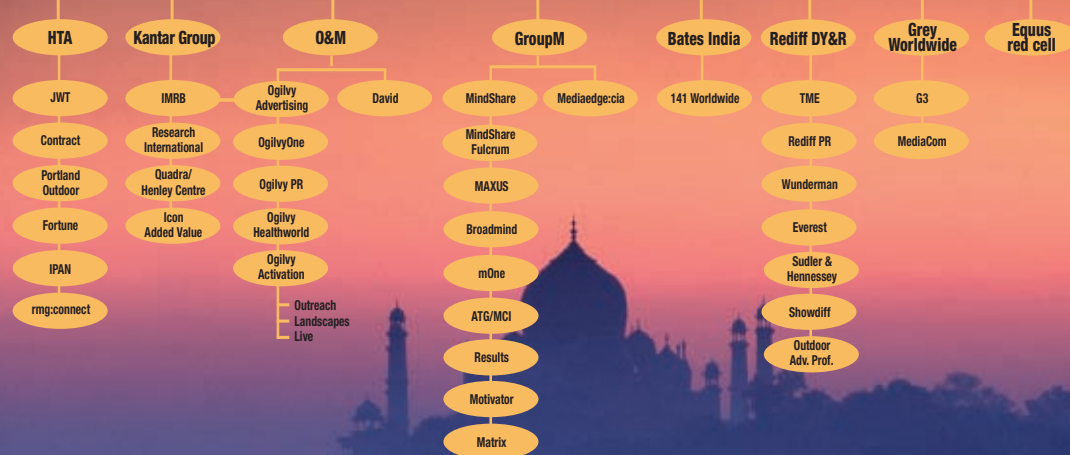 HTA
Kantar Group
O&M
GroupM
Bates India
Rediff DY&R
Grey
Worldwide
Equus
red cell
JWT
Contract
Portland
Outdoor
Fortune
IPAN
rmg:connect
IMRB
Research
International
Quadra/
Henley Centre
Icon
Added Value
Ogilvy
Advertising
David
OgilvyOne
Ogilvy PR
Ogilvy
Healthworld
Ogilvy
Activation
Outreach
Landscapes
Live
MindShare
Mediaedge:cia
MindShare
Fulcrum
MAXUS
Broadmind
mOne
ATG/MCI
Results
Motivator
Matrix
141 Worldwide
TME
Rediff PR
Wunderman
Everest
Sudler &
Hennessey
Showdiff
Outdoor
Adv. Prof.
G3
MediaCom